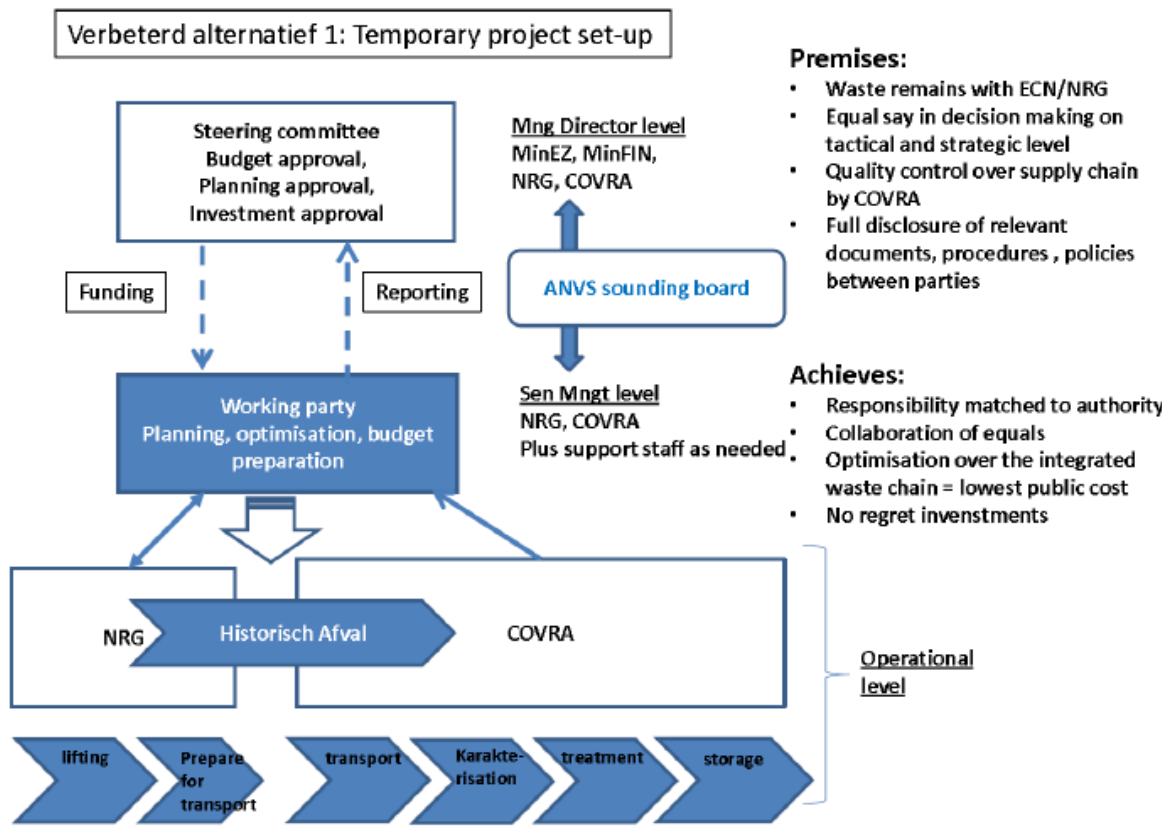 Verbeterd alternatief 1: Temporary project set-up
Steering committee
Budget approval,
Planning approval,
Investment approval
Mng Director level
MinEZ, MinFIN,
NRG, COVRA
Premises:
• Waste remains with ECN/NRG
• Equal say in decision making on
tactical and strategic level
• Quality control over supply chain
by COVRA
• Full disclosure of relevant
documents, procedures , policies
between parties
Funding
Reporting
ANVS sounding board
Working party
Planning, optimisation, budget
preparation
Sen Mngt level
NRG, COVRA
Plus support staff as needed
Achieves:
• Responsibility matched to authority
• Collaboration of equals
• Optimisation over the integrated
waste chain = lowest public cost
• No regret invenstments
NRG
Historisch Afval
COVRA
Operational
level
lifting
Prepare
for
transport
transport
Karakte-
risation
treatment
storage